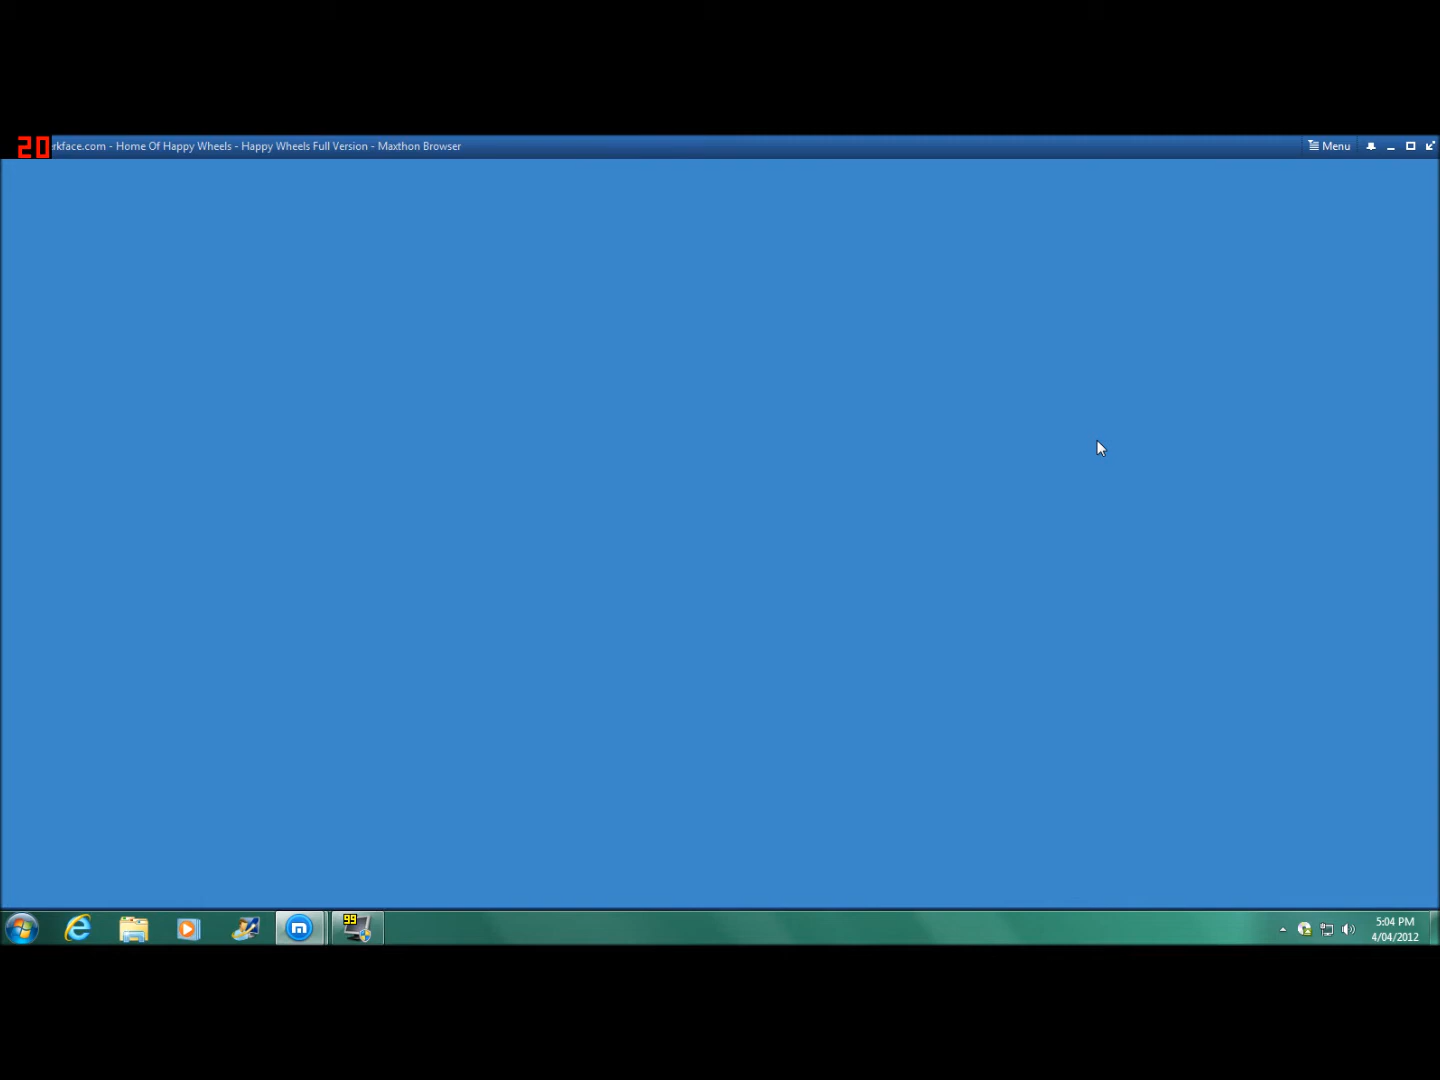 20
rkface.com - Home Of Happy Wheels - Happy Wheels Full Version - Maxthon Browser
Menu
99
5:04 PM
4/04/2012